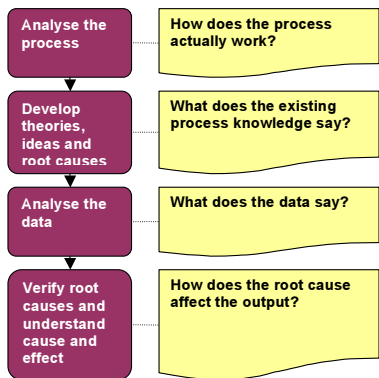 Analyse the
process
How does the process
actually work?
Develop
theories,
ideas and
root causes
What does the existing
process knowledge say?
Analyse the
data
What does the data say?
Verify root
causes and
understand
cause and
effect
How does the root cause
affect the output?